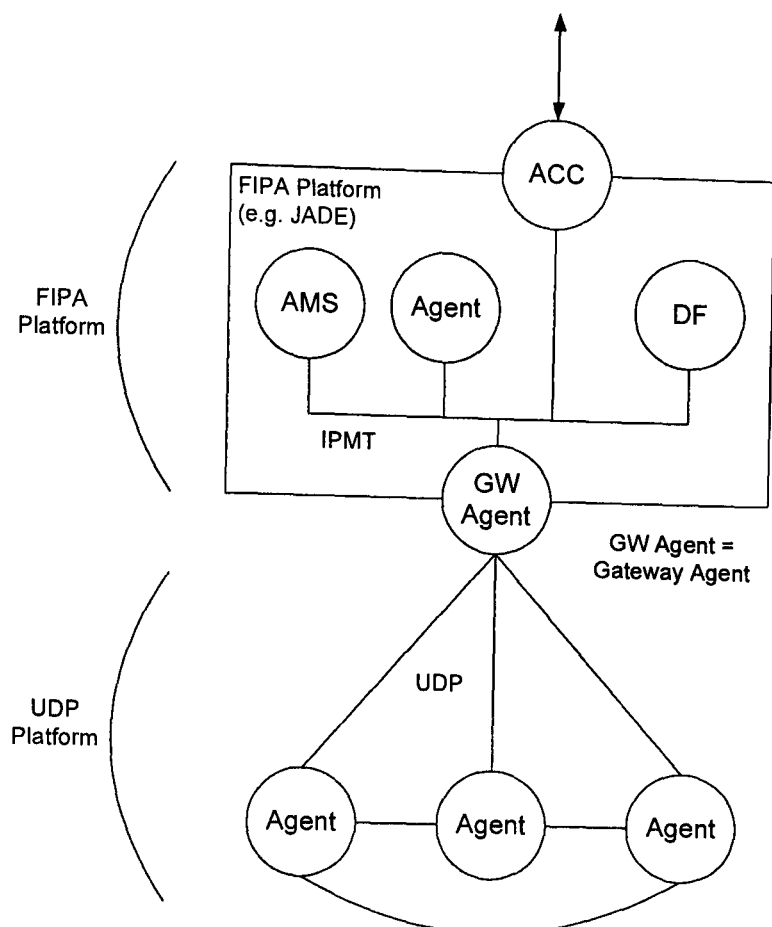 ACC
FIPA Platform
(e.g. JADE)
AMS
Agent
DF
FIPA
Platform
IPMT
GW
Agent
GW Agent =
Gateway Agent
UDP
UDP
Platform
Agent
Agent
Agent